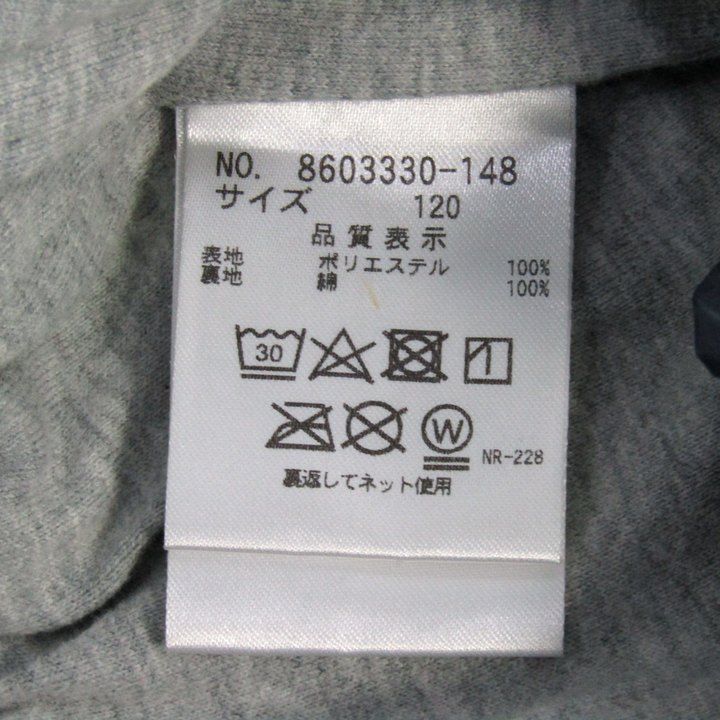 NO. 8603330-148
サイズ 120
品質表示
表地 ポリエステル 100%
裏地 綿 100%
30
W NR-228
裏返してネット使用